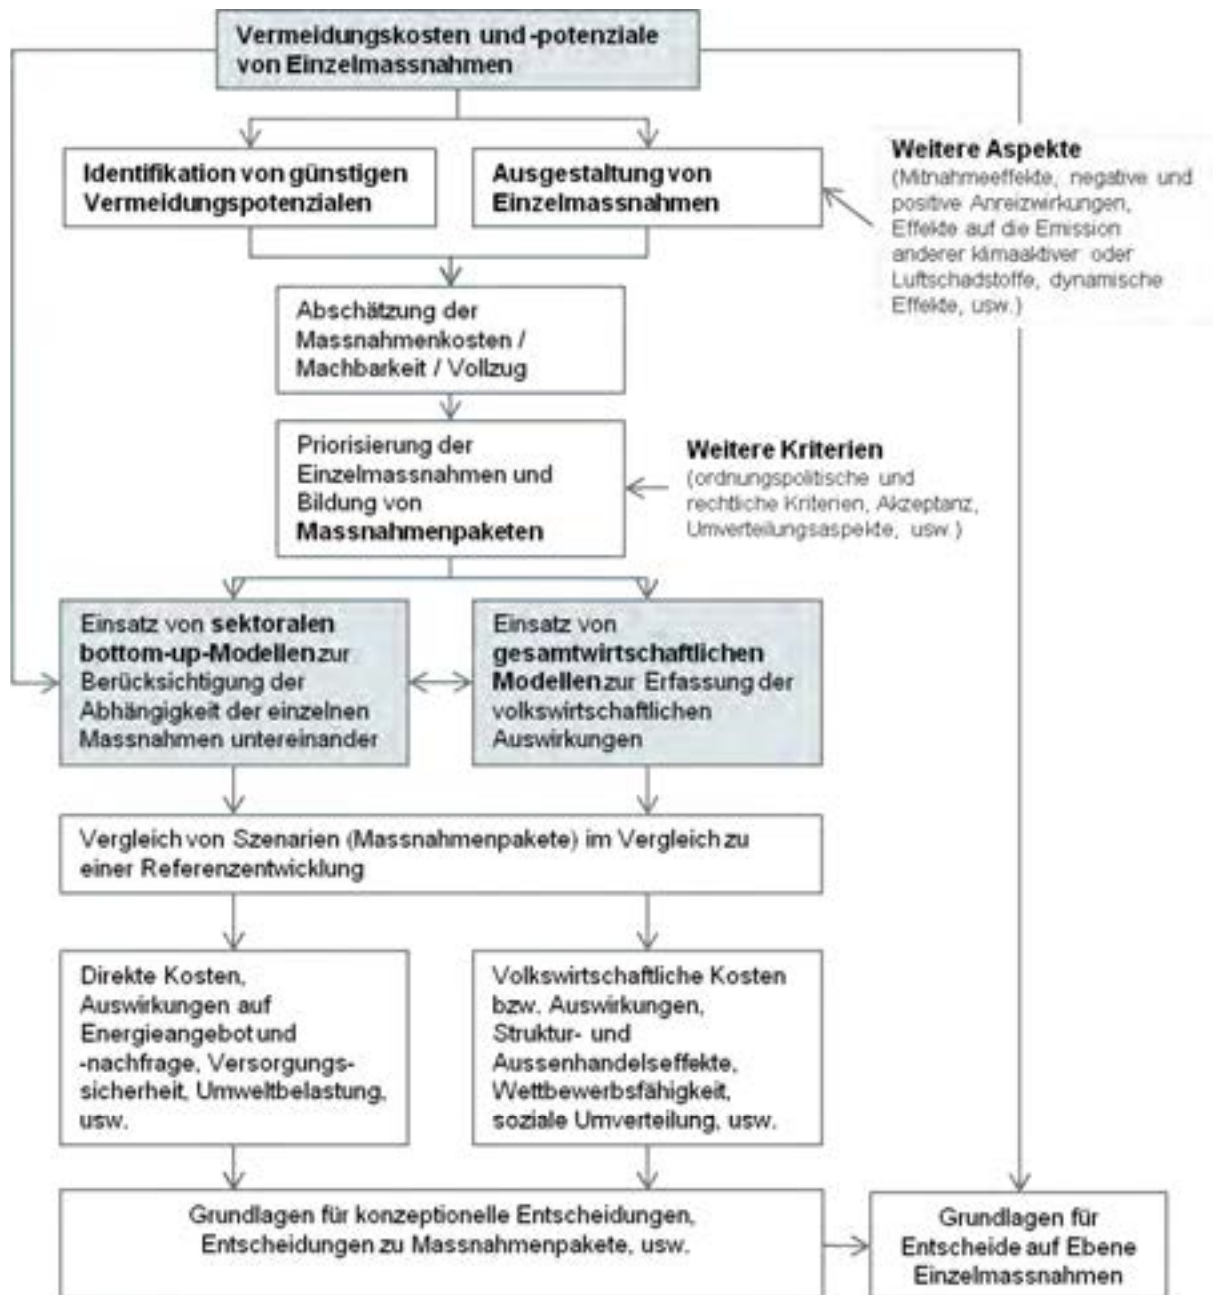 Vermeidungskosten und -potenziale
von Einzelmassnahmen
Identifikation von günstigen
Vermeidungspotenzialen
Ausgestaltung von
Einzelmassnahmen
Weitere Aspekte
(Mitnahmeeffekte, negative und
positive Anreizwirkungen,
Effekte auf die Emission
anderer klimaaktiver oder
Luftschadstoffe, dynamische
Effekte, usw.)
Abschätzung der
Massnahmenkosten /
Machbarkeit / Vollzug
Priorisierung der
Einzelmassnahmen und
Bildung von
Massnahmenpaketen
Weitere Kriterien
(ordnungspolitische und
rechtliche Kriterien, Akzeptanz,
Umverteilungsaspekte, usw.)
Einsatz von sektoralen
bottom-up-Modellen zur
Berücksichtigung der
Abhängigkeit der einzelnen
Massnahmen untereinander
Einsatz von
gesamtwirtschaftlichen
Modellen zur Erfassung der
volkswirtschaftlichen
Auswirkungen
Vergleich von Szenarien (Massnahmenpakete) im Vergleich zu
einer Referenzentwicklung
Direkte Kosten,
Auswirkungen auf
Energieangebot und
-nachfrage, Versorgungs-
sicherheit, Umweltbelastung,
usw.
Volkswirtschaftliche Kosten
bzw. Auswirkungen,
Struktur- und
Aussenhandelseffekte,
Wettbewerbsfähigkeit,
soziale Umverteilung, usw.
Grundlagen für konzeptionelle Entscheidungen,
Entscheidungen zu Massnahmenpakete, usw.
Grundlagen für
Entscheide auf Ebene
Einzelmassnahmen